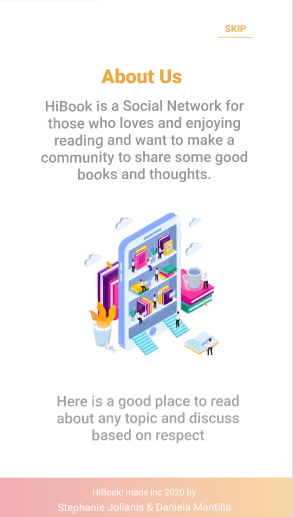 SKIP
About Us
HiBook is a Social Network for
those who loves and enjoying
reading and want to make a
community to share some good
books and thoughts.
Here is a good place to read
about any topic and discuss
based on respect
HiBook! made inc 2020 by
Stephanie Jolianis & Daniela Mantilla